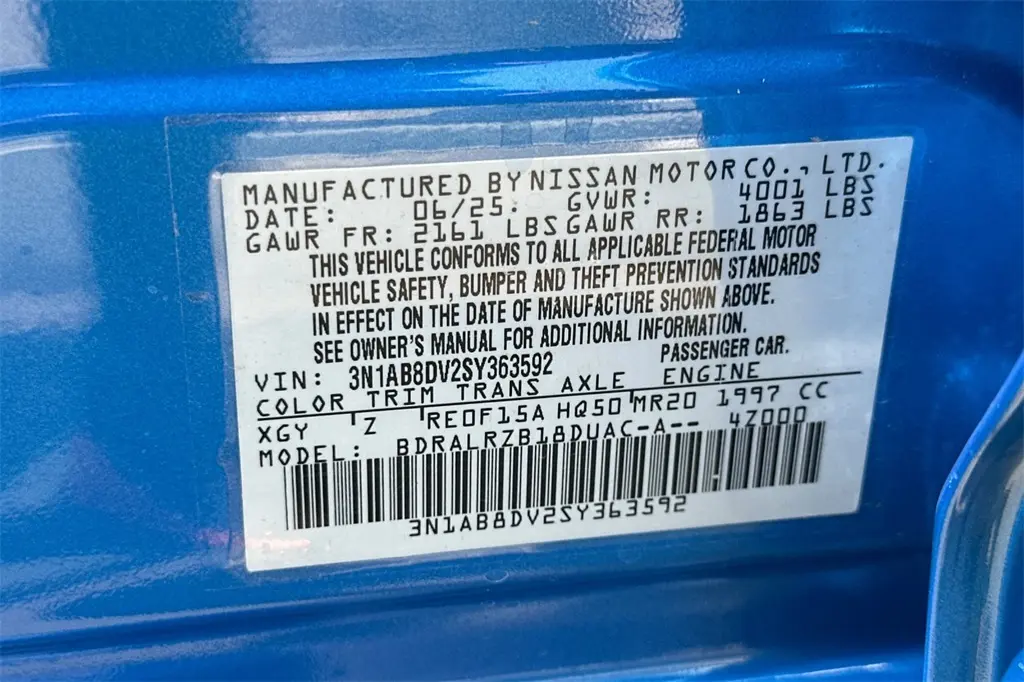 MANUFACTURED BY NISSAN MOTOR CO., LTD.
DATE: 06/25. GVWR: 4001 LBS
GAWR FR: 2161 LBS GAWR RR: 1863 LBS
THIS VEHICLE CONFORMS TO ALL APPLICABLE FEDERAL MOTOR
VEHICLE SAFETY, BUMPER AND THEFT PREVENTION STANDARDS
IN EFFECT ON THE DATE OF MANUFACTURE SHOWN ABOVE.
SEE OWNER'S MANUAL FOR ADDITIONAL INFORMATION.
VIN: 3N1AB8DV2SY363592 PASSENGER CAR.
COLOR TRIM TRANS AXLE ENGINE
XGY Z RE0F15A HQ50 MR20 1997 CC
MODEL: BDRALRZB18DUAC-A-- 4Z000
3N1AB8DV2SY363592